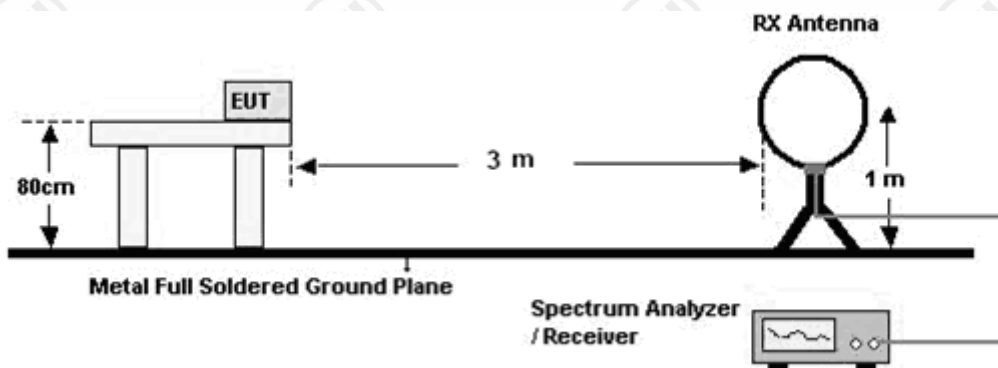 RX Antenna
EUT
3 m
80cm
1 m
Metal Full Soldered Ground Plane
Spectrum Analyzer
/ Receiver